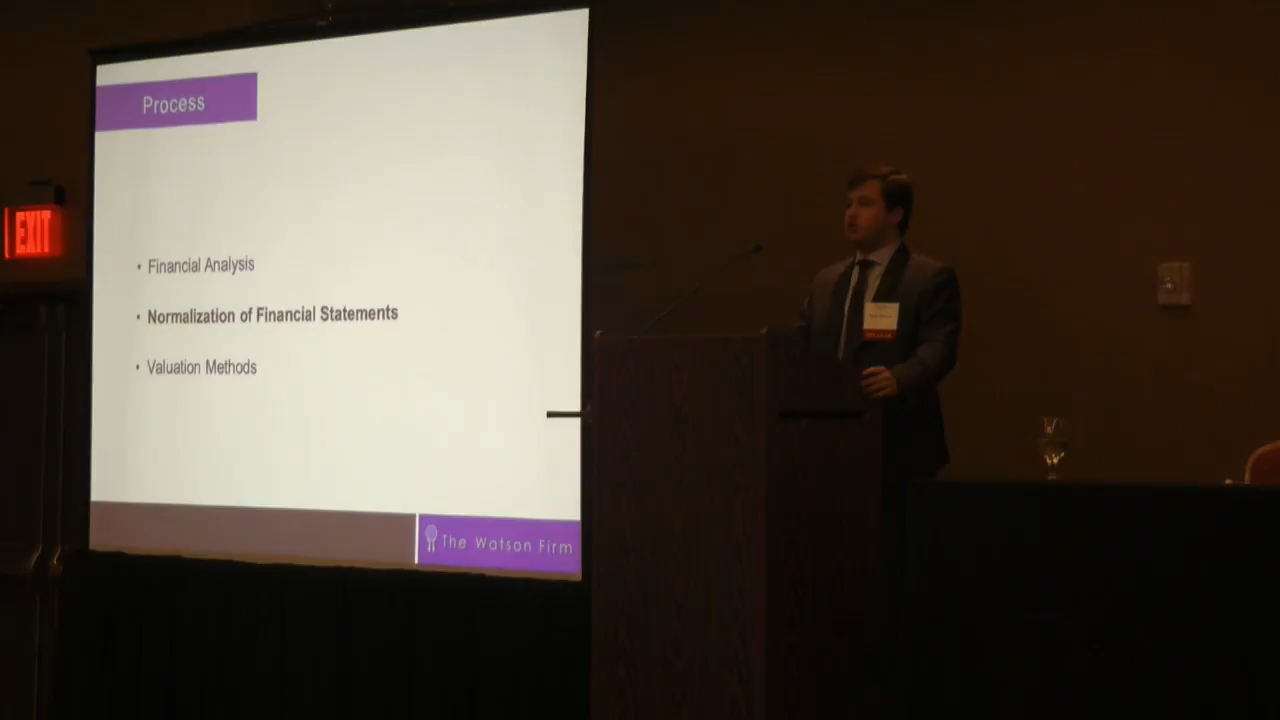 Process
EXIT
• Financial Analysis
• Normalization of Financial Statements
• Valuation Methods
The Watson Firm